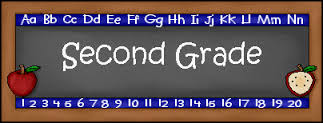 Aa Bb Cc Dd Ee Ff Gg Hh Ii Jj Kk Ll Mm Nn
Second Grade
1 2 3 4 5 6 7 8 9 10 11 12 13 14 15 16 17 18 19 20